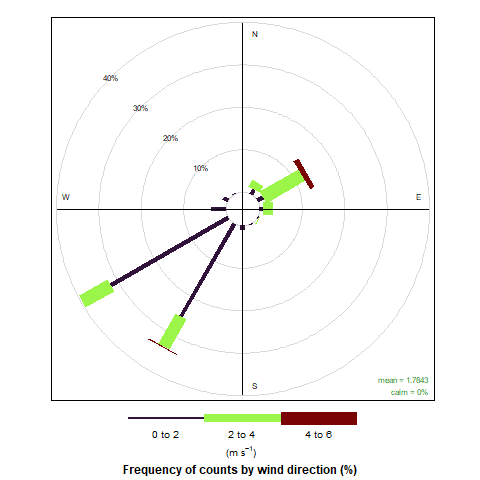 N
40%
30%
20%
10%
W
E
S
mean = 1.7643
calm = 0%
0 to 2
2 to 4
4 to 6
(m s⁻¹)
Frequency of counts by wind direction (%)